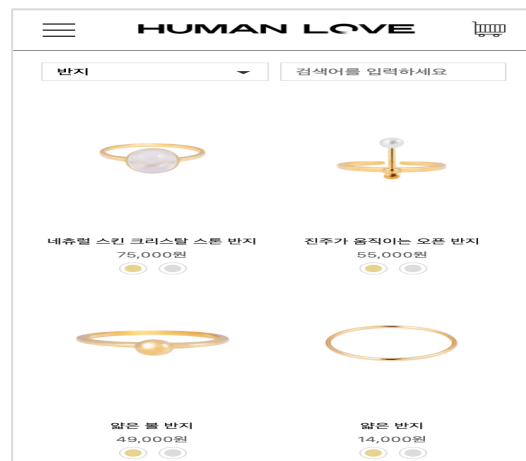 HUMAN LOVE
반지
검색어를 입력하세요
네츄럴 스킨 크리스탈 스톤 반지
75,000원
진주가 움직이는 오픈 반지
55,000원
얇은 볼 반지
49,000원
얇은 반지
14,000원